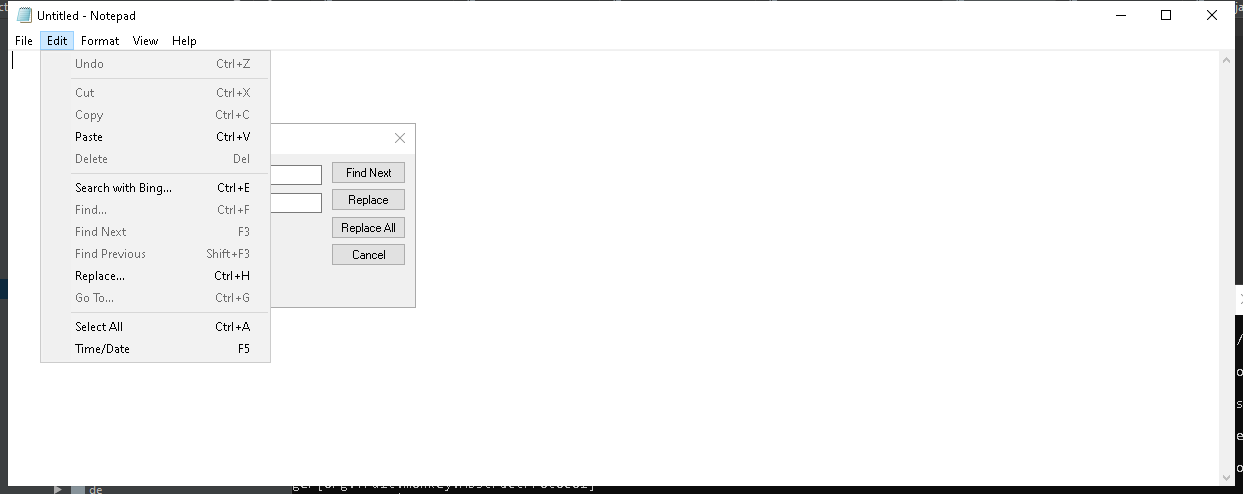 Untitled - Notepad
File Edit Format View Help
Undo Ctrl+Z
Cut Ctrl+X
Copy Ctrl+C
Paste Ctrl+V
Delete Del
Search with Bing... Ctrl+E
Find... Ctrl+F
Find Next F3
Find Previous Shift+F3
Replace... Ctrl+H
Go To... Ctrl+G
Select All Ctrl+A
Time/Date F5
Find Next
Replace
Replace All
Cancel
de